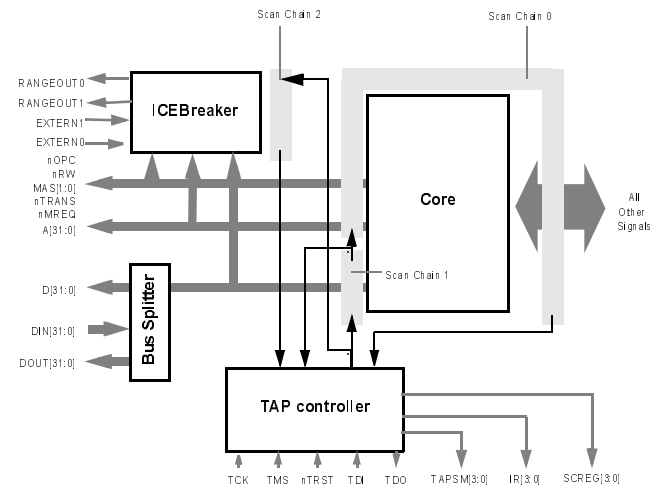 Scan Chain 2
Scan Chain 0
RANGEOUT0
RANGEOUT1
EXTERN1
EXTERN0
ICEBreaker
nOPC
nRW
MAS[1:0]
nTRANS
nMREQ
A[31:0]
Core
All
Other
Signals
Scan Chain 1
D[31:0]
DIN[31:0]
DOUT[31:0]
Bus Splitter
TAP controller
TCK
TMS
nTRST
TDI
TDO
TAPSM[3:0]
IR[3:0]
SCREG[3:0]